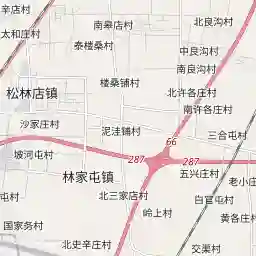 辛店村
南皋店村
北良沟村
太和庄村
泰楼桑村
中良沟村
南良沟村
楼桑铺村
松林店镇
北许各庄村
南许各庄村
沙家庄村
泥洼铺村
三合屯村
66
坡河屯村
287
287
五兴庄村
林家屯镇
老小庄
北三家店村
白官屯村
岭上村
黄各庄村
国家务村
北史辛庄村
交渠村